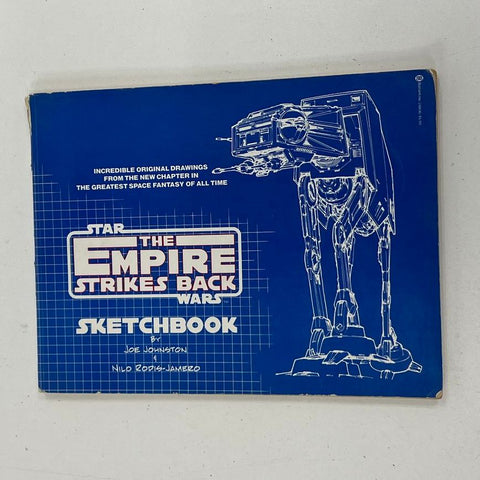 INCREDIBLE ORIGINAL DRAWINGS
FROM THE NEW CHAPTER IN
THE GREATEST SPACE FANTASY OF ALL TIME
STAR
THE
EMPIRE
STRIKES BACK
WARS
SKETCHBOOK
BY
JOE JOHNSTON
&
NILO RODIS-JAMERO